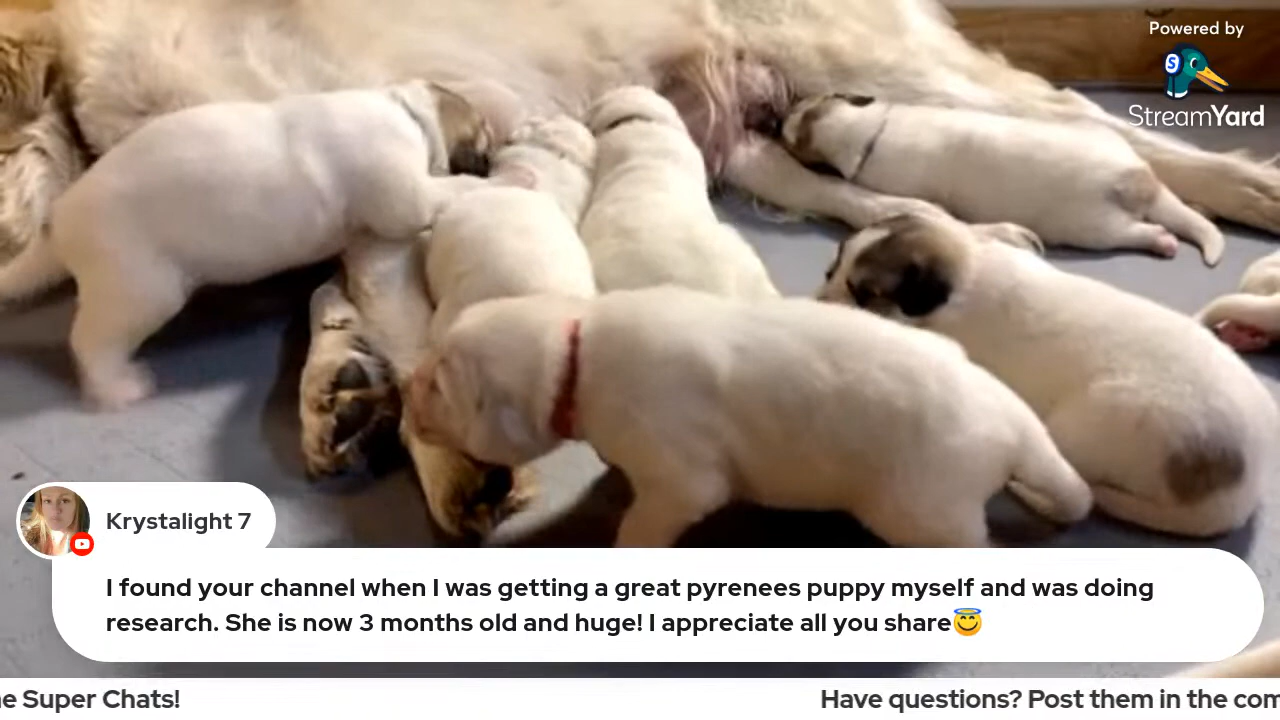 Powered by
S
StreamYard
Krystalight 7
I found your channel when I was getting a great pyrenees puppy myself and was doing
research. She is now 3 months old and huge! I appreciate all you share😇
e Super Chats!
Have questions? Post them in the com